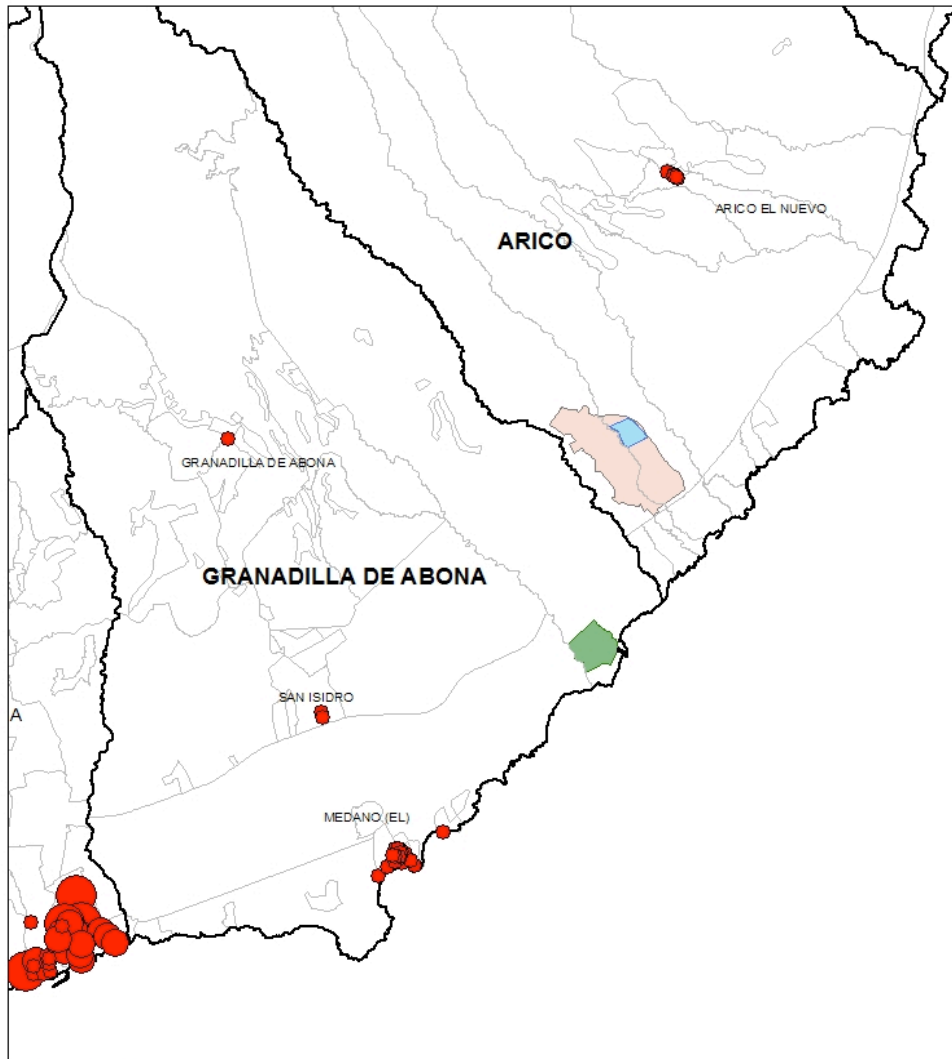 ARICO EL NUEVO
ARICO
GRANADILLA DE ABONA
GRANADILLA DE ABONA
SAN ISIDRO
A
MEDANO (EL)